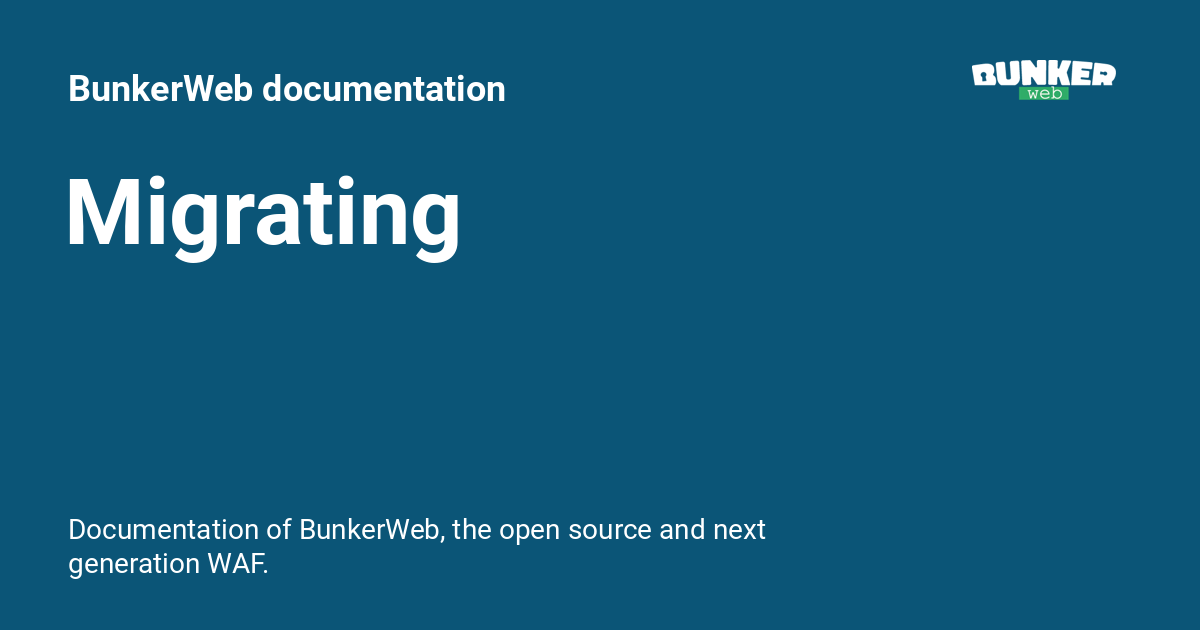 BunkerWeb documentation
BUNKER
web
Migrating
Documentation of BunkerWeb, the open source and next
generation WAF.